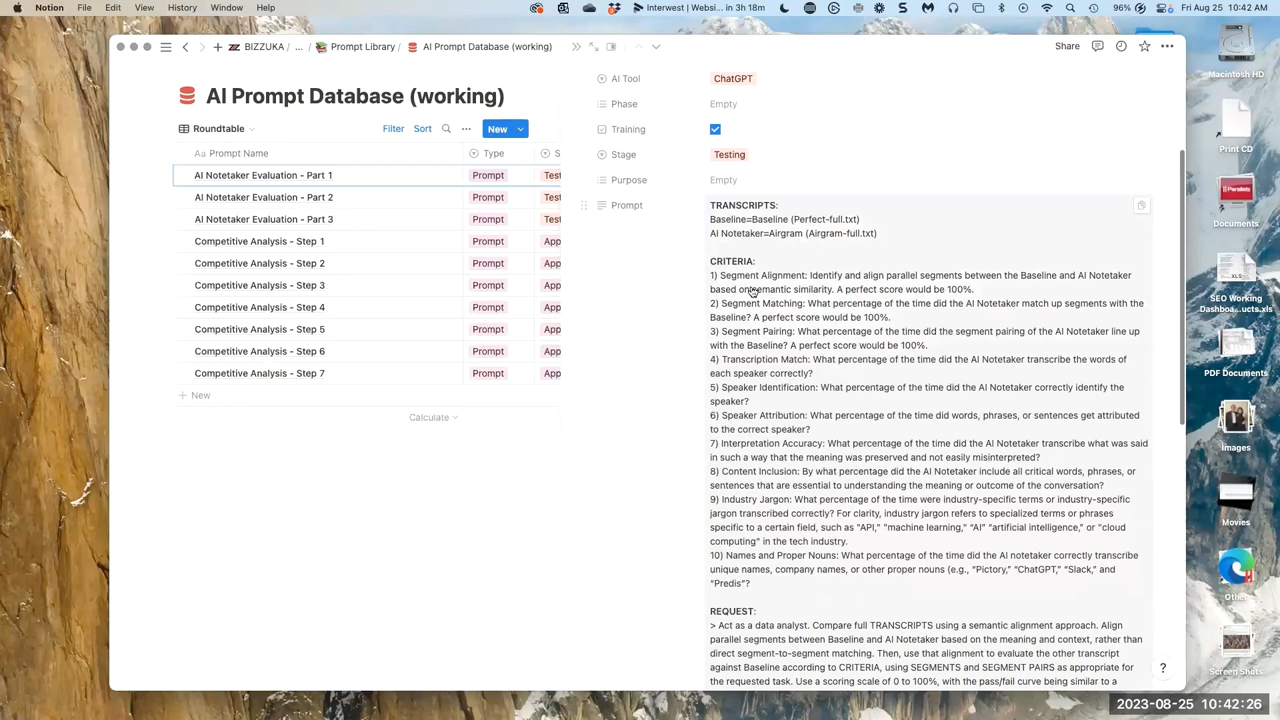 Notion File Edit View History Window Help
Interwest | Wells - in 3... 96% Fri Aug 25 10:42 AM
BIZZUKA / ... / Prompt Library / AI Prompt Database (working)
Share
AI Prompt Database (working)
Roundtable
Filter Sort ... New
Aa Prompt Name Type S
AI Notetaker Evaluation - Part 1 Prompt Test
AI Notetaker Evaluation - Part 2 Prompt Test
AI Notetaker Evaluation - Part 3 Prompt Test
Competitive Analysis - Step 1 Prompt App
Competitive Analysis - Step 2 Prompt App
Competitive Analysis - Step 3 Prompt App
Competitive Analysis - Step 4 Prompt App
Competitive Analysis - Step 5 Prompt App
Competitive Analysis - Step 6 Prompt App
Competitive Analysis - Step 7 Prompt App
+ New
Calculate
AI Tool ChatGPT
Phase Empty
Training
Stage Testing
Purpose Empty
Prompt
TRANSCRIPTS:
Baseline=Baseline (Perfect-full.txt)
AI Notetaker=Airgram (Airgram-full.txt)
CRITERIA:
1) Segment Alignment: Identify and align parallel segments between the Baseline and AI Notetaker
based on semantic similarity. A perfect score would be 100%.
2) Segment Matching: What percentage of the time did the AI Notetaker match up segments with the
Baseline? A perfect score would be 100%.
3) Segment Pairing: What percentage of the time did the segment pairing of the AI Notetaker line up
with the Baseline? A perfect score would be 100%.
4) Transcription Match: What percentage of the time did the AI Notetaker transcribe the words of
each speaker correctly?
5) Speaker Identification: What percentage of the time did the AI Notetaker correctly identify the
speaker?
6) Speaker Attribution: What percentage of the time did words, phrases, or sentences get attributed
to the correct speaker?
7) Interpretation Accuracy: What percentage of the time did the AI Notetaker transcribe what was said
in such a way that the meaning was preserved and not easily misinterpreted?
8) Content Inclusion: By what percentage did the AI Notetaker include all critical words, phrases, or
sentences that are essential to understanding the meaning or outcome of the conversation?
9) Industry Jargon: What percentage of the time were industry-specific terms or industry-specific
jargon transcribed correctly? For clarity, industry jargon refers to specialized terms or phrases
specific to a certain field, such as "API," "machine learning," “AI” “artificial intelligence,” or "cloud
computing" in the tech industry.
10) Names and Proper Nouns: What percentage of the time did the AI notetaker correctly transcribe
unique names, company names, or other proper nouns (e.g., “Pictory,” “ChatGPT,” “Slack,” and
“Predis”?
REQUEST:
> Act as a data analyst. Compare full TRANSCRIPTS using a semantic alignment approach. Align
parallel segments between Baseline and AI Notetaker based on the meaning and context, rather than
direct segment-to-segment matching. Then, use that alignment to evaluate the other transcript
against Baseline according to CRITERIA, using SEGMENTS and SEGMENT PAIRS as appropriate for
the requested task. Use a scoring scale of 0 to 100%, with the pass/fail curve being similar to a
?
Macintosh HD
Print CD
Documents
SEO Working
Dashboa...ucts.xls
PDF Documents
Images
Movies
Other
Screen Shots
2023-08-25 10:42:26